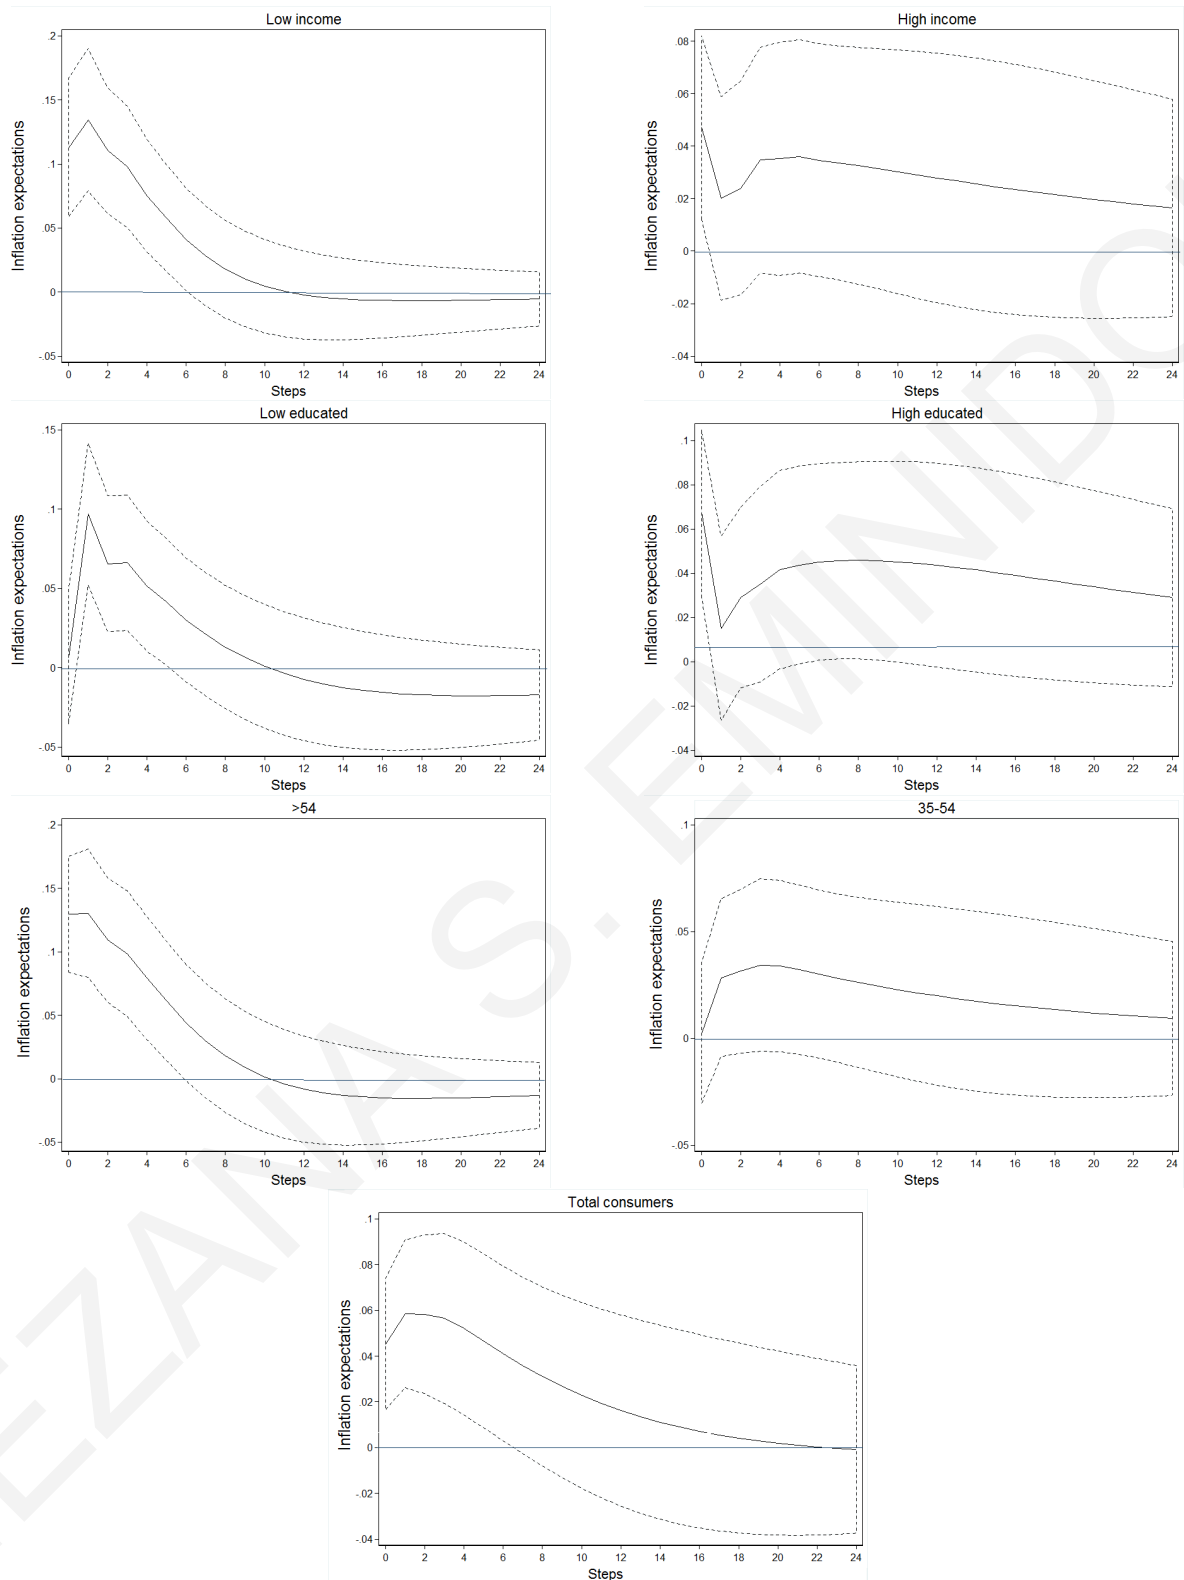 Low income
Inflation expectations
.2
.15
.1
.05
0
-.05
0 2 4 6 8 10 12 14 16 18 20 22 24
Steps
High income
Inflation expectations
.08
.06
.04
.02
0
-.02
-.04
0 2 4 6 8 10 12 14 16 18 20 22 24
Steps
Low educated
Inflation expectations
.15
.1
.05
0
-.05
0 2 4 6 8 10 12 14 16 18 20 22 24
Steps
High educated
Inflation expectations
.1
.08
.06
.04
.02
0
-.02
-.04
0 2 4 6 8 10 12 14 16 18 20 22 24
Steps
>54
Inflation expectations
.2
.15
.1
.05
0
-.05
0 2 4 6 8 10 12 14 16 18 20 22 24
Steps
35-54
Inflation expectations
.1
.05
0
-.05
0 2 4 6 8 10 12 14 16 18 20 22 24
Steps
Total consumers
Inflation expectations
.1
.08
.06
.04
.02
0
-.02
-.04
0 2 4 6 8 10 12 14 16 18 20 22 24
Steps
S.